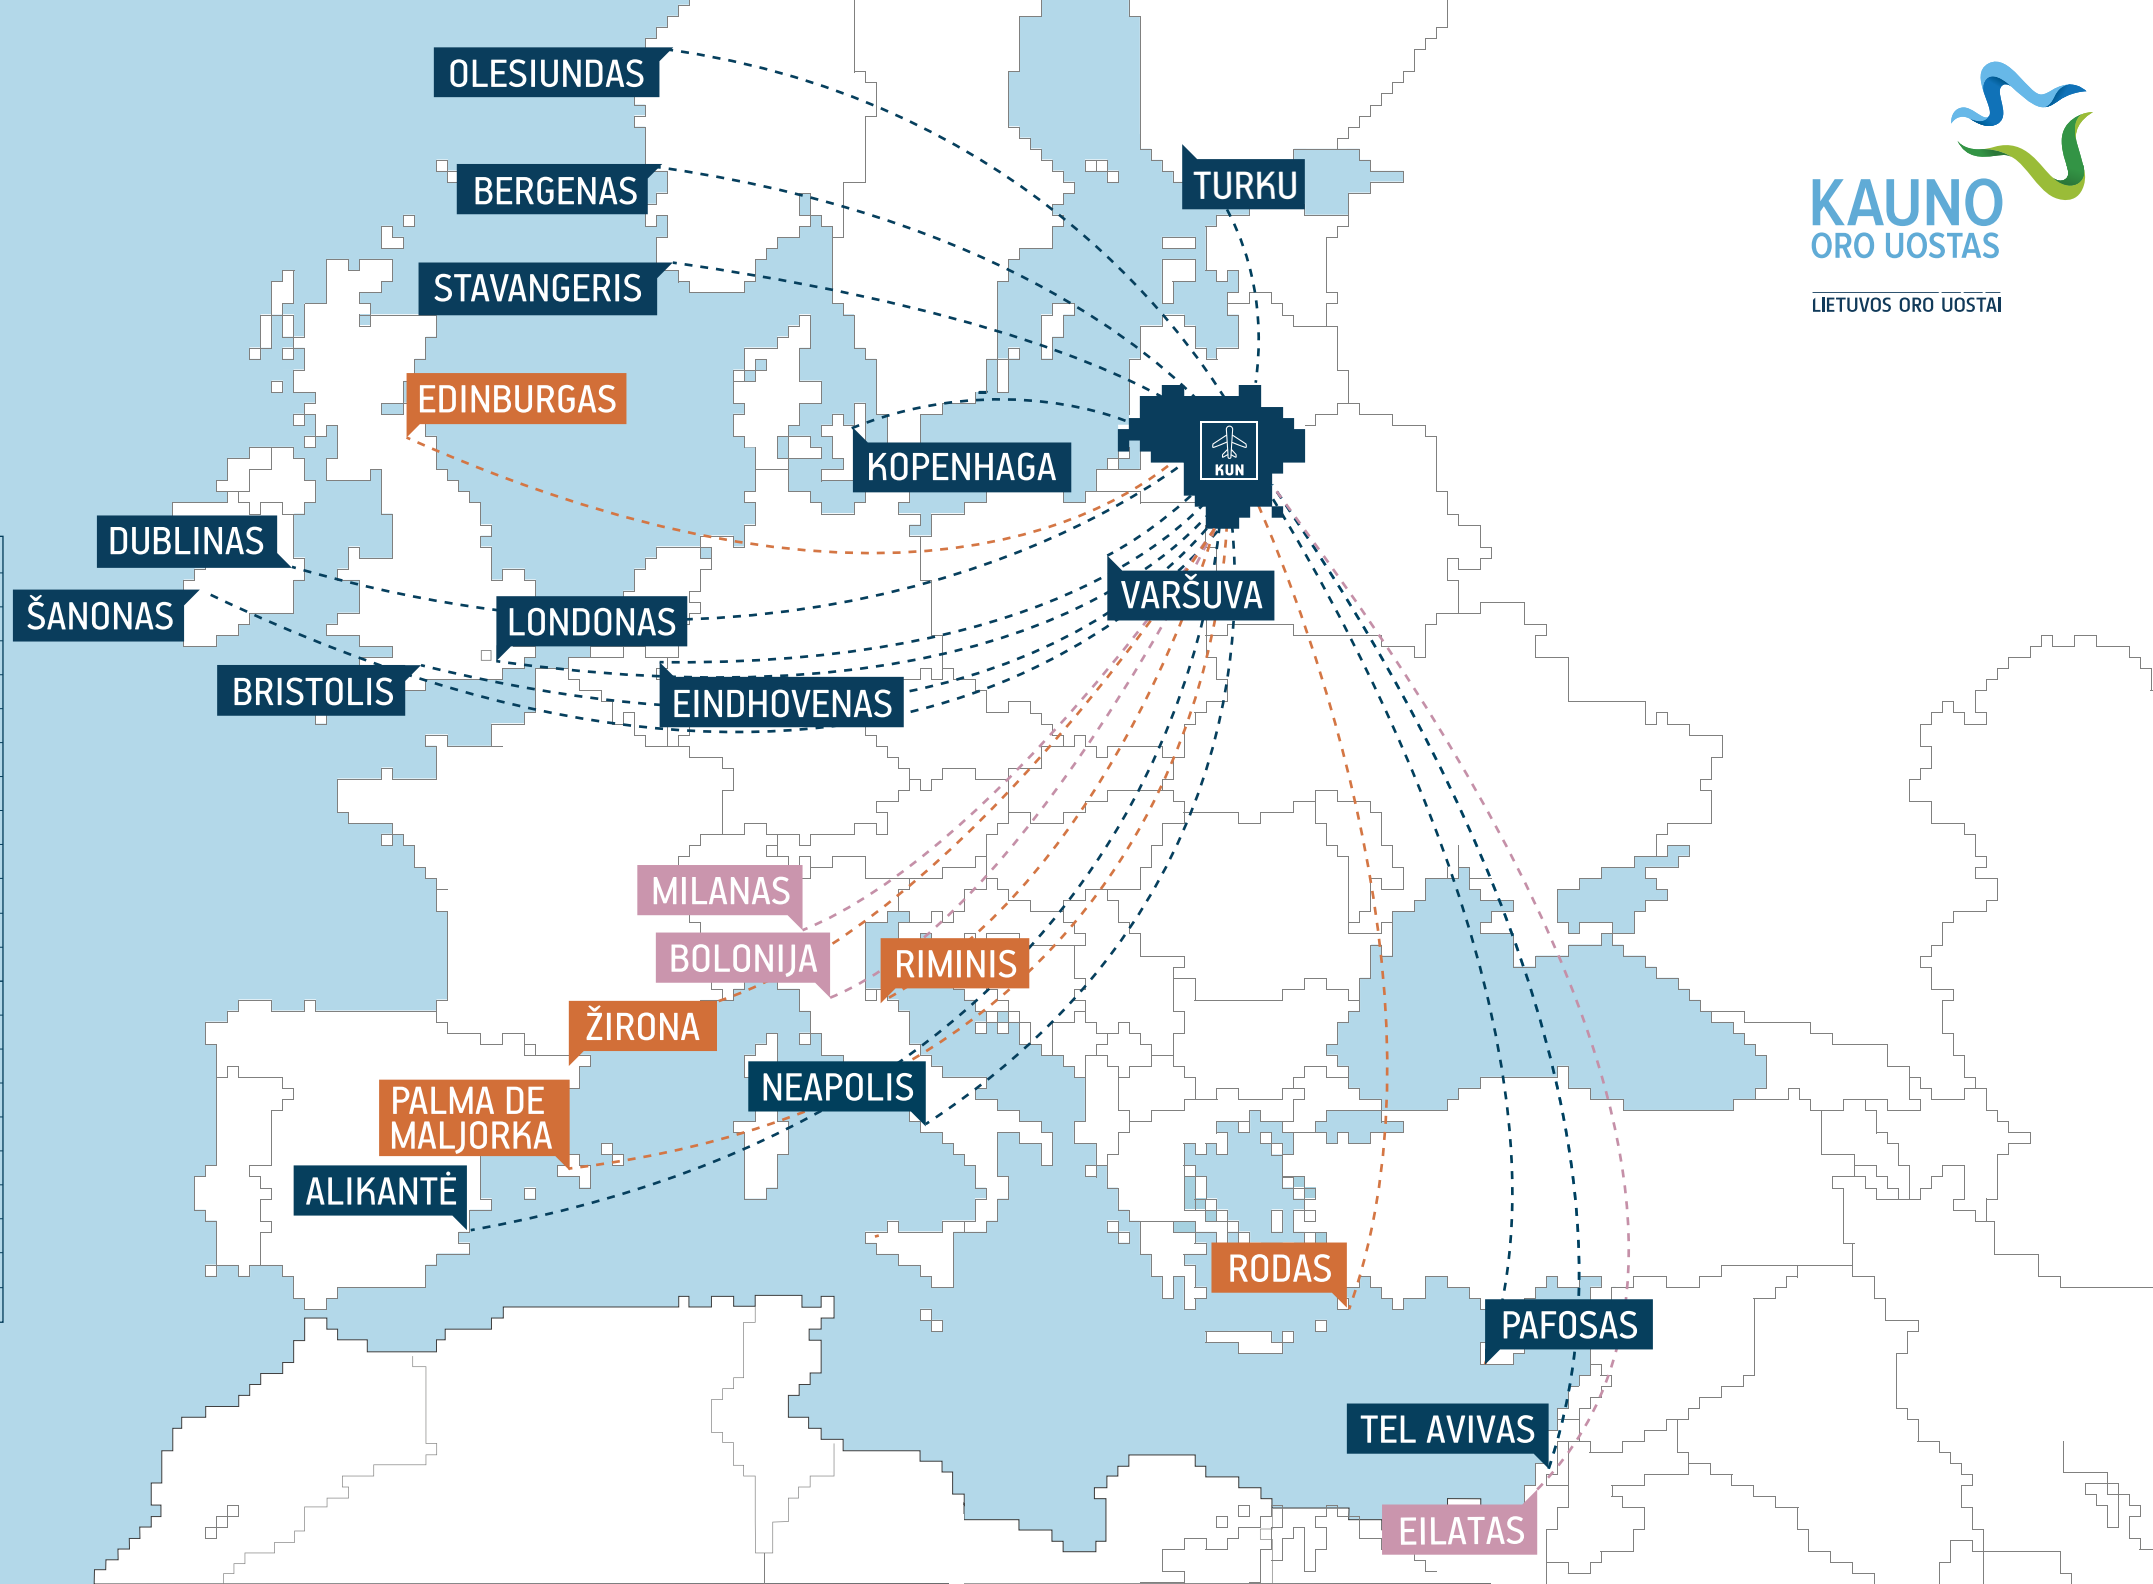 OLESIUNDAS
BERGENAS
TURKU
KAUNO
ORO UOSTAS
LIETUVOS ORO UOSTAI
STAVANGERIS
EDINBURGAS
KOPENHAGA
KUN
DUBLINAS
ŠANONAS
LONDONAS
VARŠUVA
BRISTOLIS
EINDHOVENAS
MILANAS
BOLONIJA
RIMINIS
ŽIRONA
NEAPOLIS
PALMA DE
MALJORKA
ALIKANTĖ
RODAS
PAFOSAS
TEL AVIVAS
EILATAS